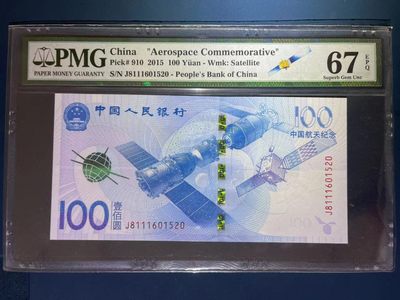 PMG
PAPER MONEY GUARANTY
China "Aerospace Commemorative"
Pick# 910 2015 100 Yüan - Wmk: Satellite
S/N J8111601520 - People's Bank of China
67 EPQ
Superb Gem Unc
中国人民银行
100
中国航天纪念
100 壹佰圆
J8111601520
J8111601520